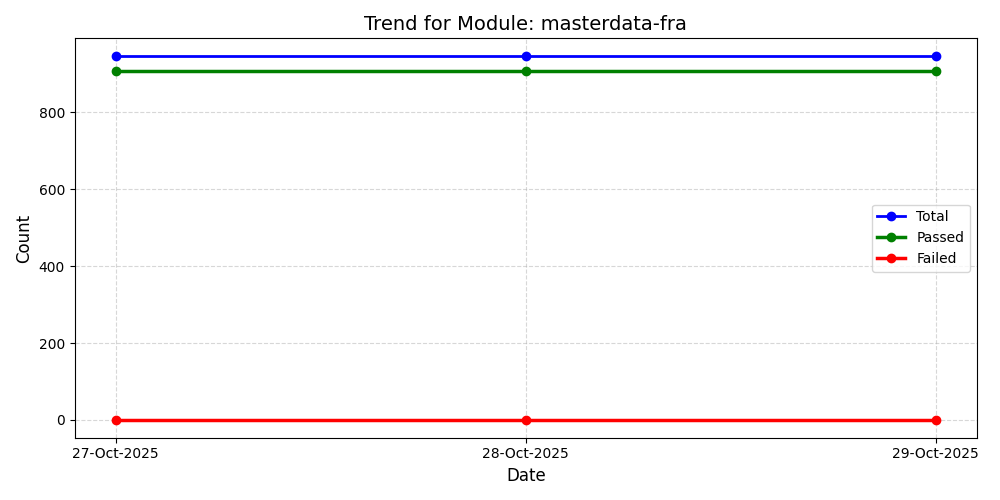 Trend for Module: masterdata-fra
Count
800
600
400
200
0
Total
Passed
Failed
27-Oct-2025 28-Oct-2025 29-Oct-2025
Date